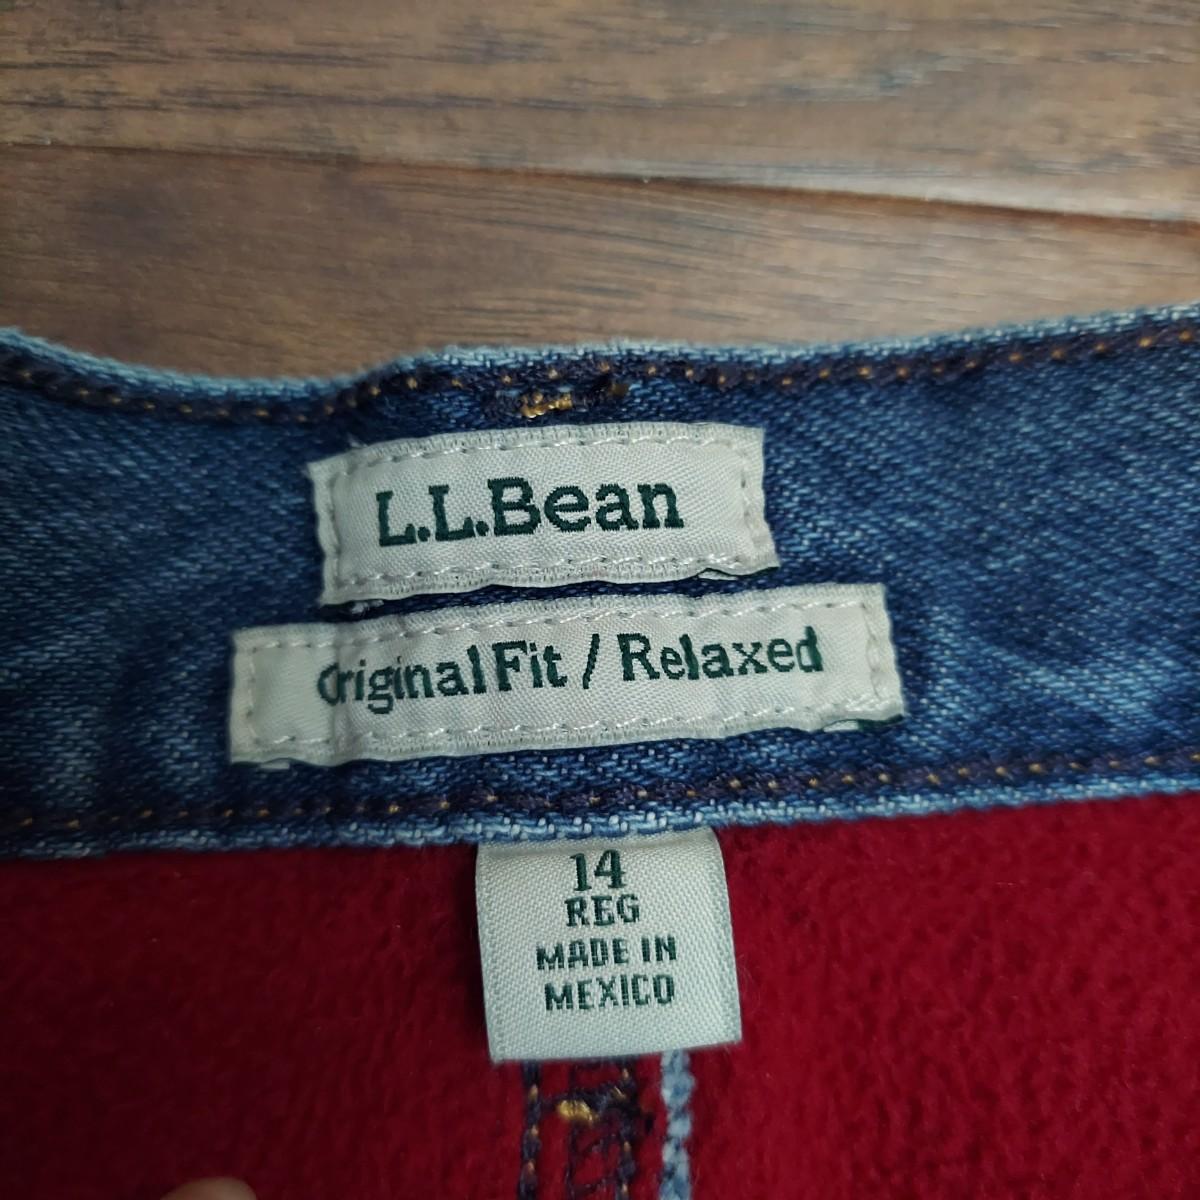 L.L.Bean
Original Fit / Relaxed
14
REG
MADE IN
MEXICO